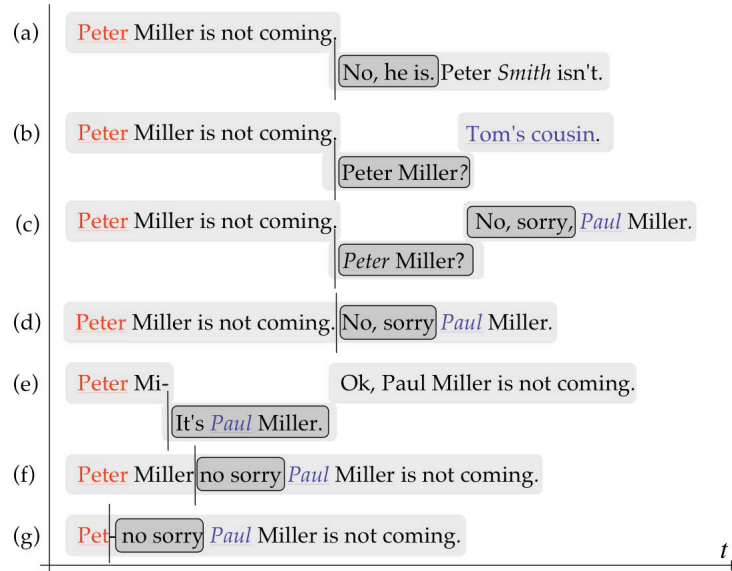 (a) Peter Miller is not coming.
No, he is. Peter Smith isn't.
(b) Peter Miller is not coming. Tom's cousin.
Peter Miller?
(c) Peter Miller is not coming. No, sorry, Paul Miller.
Peter Miller?
(d) Peter Miller is not coming. No, sorry Paul Miller.
(e) Peter Mi- Ok, Paul Miller is not coming.
It's Paul Miller.
(f) Peter Miller no sorry Paul Miller is not coming.
(g) Pet- no sorry Paul Miller is not coming.
t